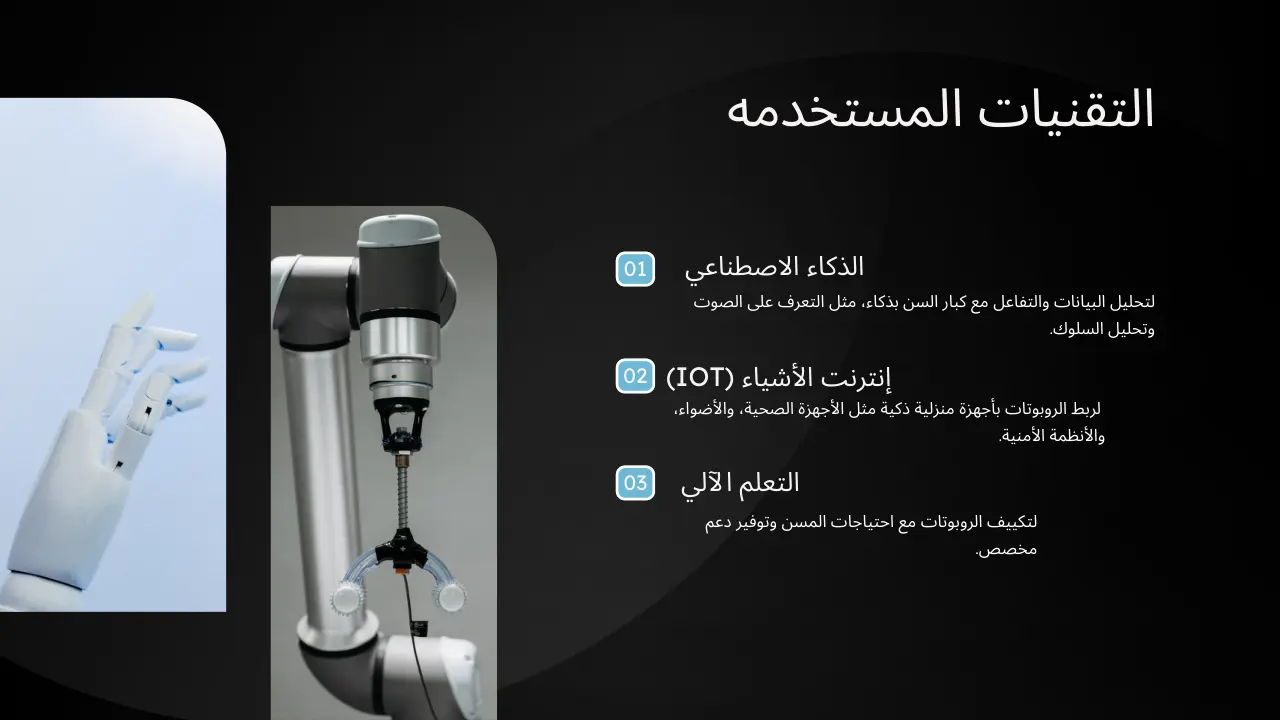 التقنيات المستخدمه
01 الذكاء الاصطناعي
لتحليل البيانات والتفاعل مع كبار السن بذكاء، مثل التعرف على الصوت
وتحليل السلوك.
02 إنترنت الأشياء (IOT)
لربط الروبوتات بأجهزة منزلية ذكية مثل الأجهزة الصحية، والأضواء،
والأنظمة الأمنية.
03 التعلم الآلي
لتكييف الروبوتات مع احتياجات المسن وتوفير دعم
مخصص.